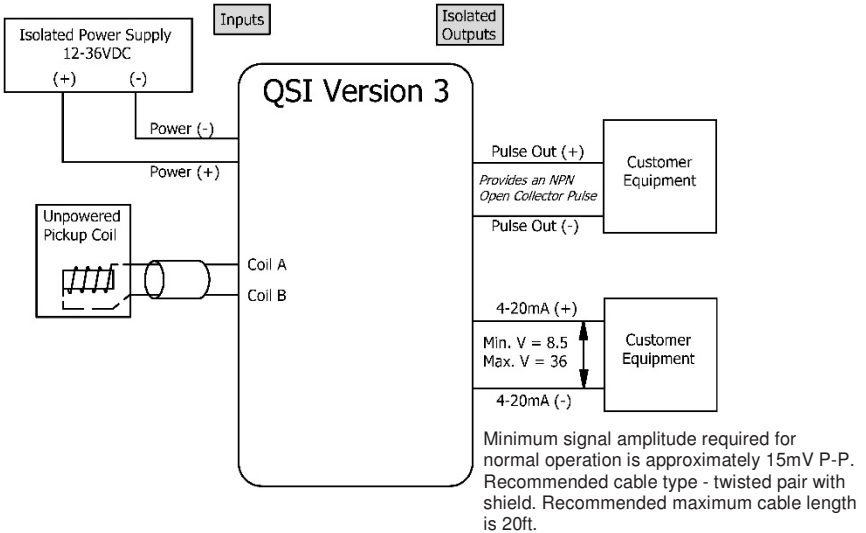 Inputs
Isolated
Outputs
Isolated Power Supply
12-36VDC
(+) (-)
QSI Version 3
Power (-)
Power (+)
Unpowered
Pickup Coil
Coil A
Coil B
Pulse Out (+)
Provides an NPN
Open Collector Pulse
Pulse Out (-)
Customer
Equipment
4-20mA (+)
Min. V = 8.5
Max. V = 36
4-20mA (-)
Customer
Equipment
Minimum signal amplitude required for
normal operation is approximately 15mV P-P.
Recommended cable type - twisted pair with
shield. Recommended maximum cable length
is 20ft.